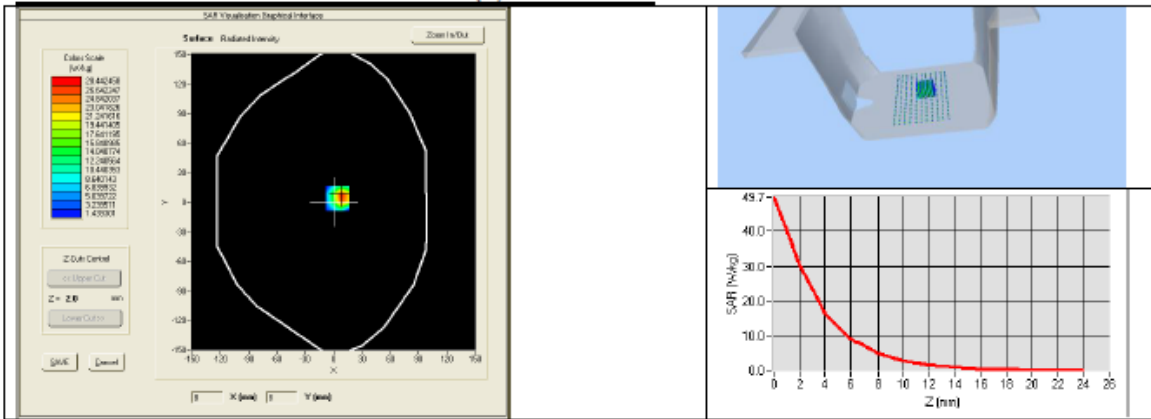 SAR Visualisation Graphical Interface
Surface Radiated Intensity
Zoom In/Out
Colors Scale
(W/Kg)
28.442458
26.642247
24.842037
23.041826
21.241616
19.441405
17.641195
15.840985
14.040774
12.240564
10.440353
8.640143
6.839932
5.039722
3.239511
1.439301
150
120
90
60
30
0
-30
-60
-90
-120
-150
Y
-150 -120 -90 -60 -30 0 30 60 90 120 150
X
Z Cuts Control
<< Upper Cut
Z = 2.0 mm
Lower Cut >>
SAVE Cancel
X (mm) Y (mm)
49.7
40.0
30.0
20.0
10.0
0.0
SAR (W/kg)
0 2 4 6 8 10 12 14 16 18 20 22 24 26
Z (mm)